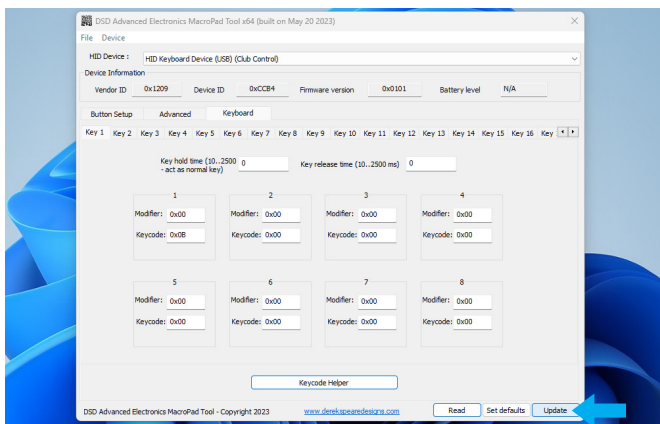 DSD Advanced Electronics MacroPad Tool x64 (built on May 20 2023)
File Device
HID Device : HID Keyboard Device (USB) (Club Control)
Device Information
Vendor ID 0x1209 Device ID 0xCCB4 Firmware version 0x0101 Battery level N/A
Button Setup Advanced Keyboard
Key 1 Key 2 Key 3 Key 4 Key 5 Key 6 Key 7 Key 8 Key 9 Key 10 Key 11 Key 12 Key 13 Key 14 Key 15 Key 16 Key
Key hold time (10..2500 0 Key release time (10..2500 ms) 0
- act as normal key)
1 2 3 4
Modifier: 0x00 Modifier: 0x00 Modifier: 0x00 Modifier: 0x00
Keycode: 0x0B Keycode: 0x00 Keycode: 0x00 Keycode: 0x00
5 6 7 8
Modifier: 0x00 Modifier: 0x00 Modifier: 0x00 Modifier: 0x00
Keycode: 0x00 Keycode: 0x00 Keycode: 0x00 Keycode: 0x00
Keycode Helper
DSD Advanced Electronics MacroPad Tool - Copyright 2023 www.derekspearedesigns.com Read Set defaults Update